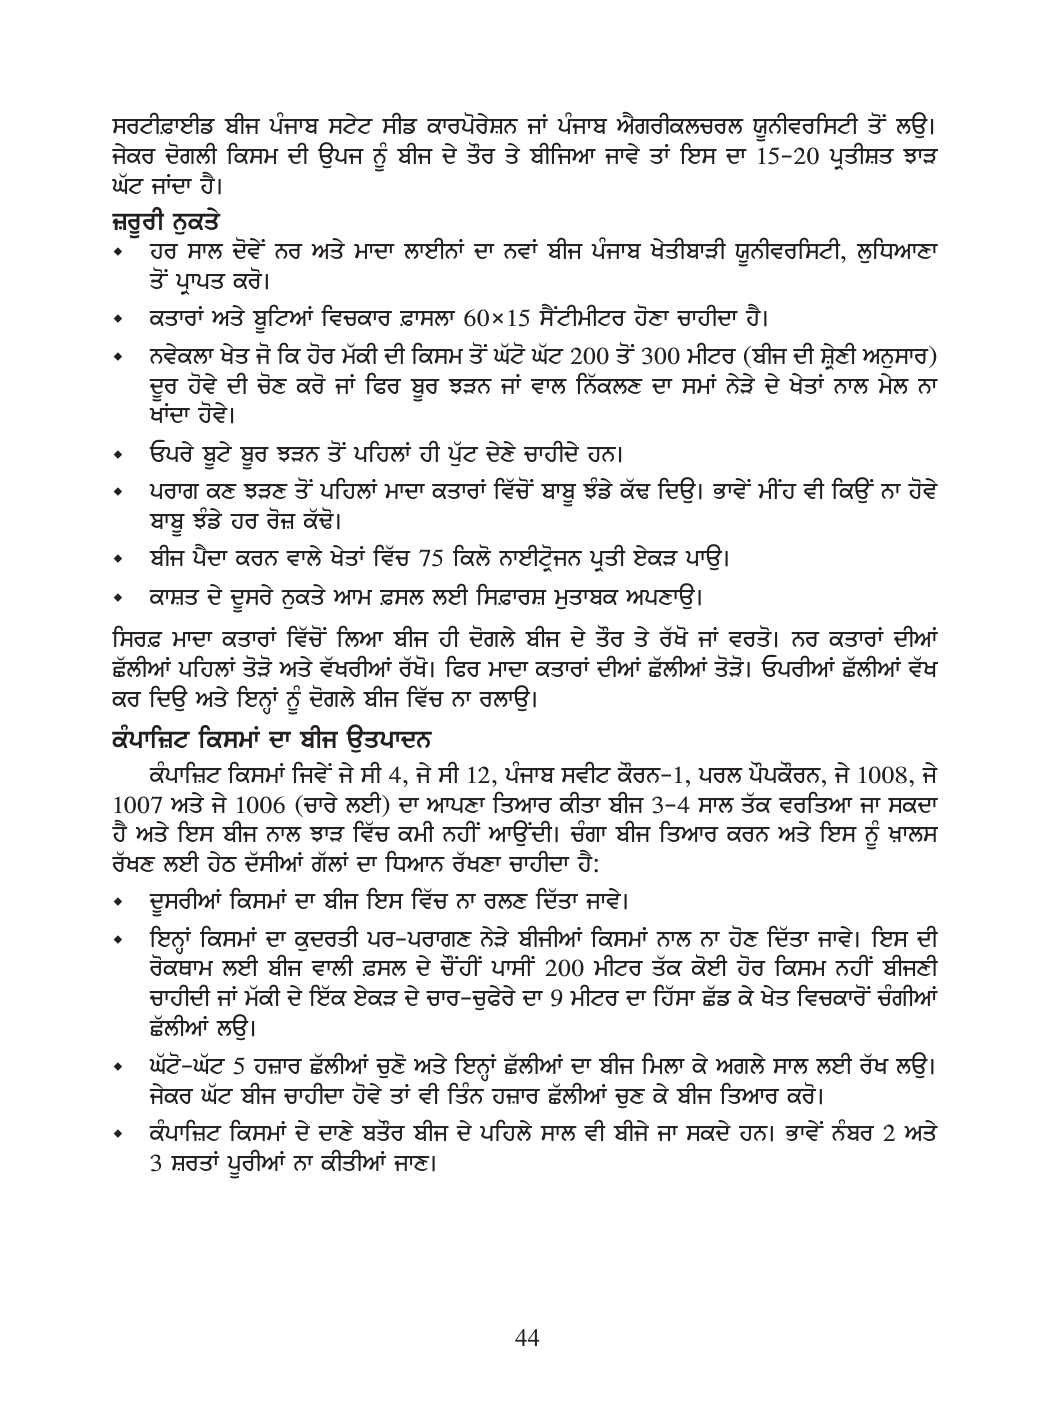 ਸਰਟੀਫ਼ਾਈਡ ਬੀਜ ਪੰਜਾਬ ਸਟੇਟ ਸੀਡ ਕਾਰਪੋਰੇਸ਼ਨ ਜਾਂ ਪੰਜਾਬ ਐਗਰੀਕਲਚਰਲ ਯੂਨੀਵਰਸਿਟੀ ਤੋਂ ਲਉ।
ਜੇਕਰ ਦੋਗਲੀ ਕਿਸਮ ਦੀ ਉਪਜ ਨੂੰ ਬੀਜ ਦੇ ਤੌਰ ਤੇ ਬੀਜਿਆ ਜਾਵੇ ਤਾਂ ਇਸ ਦਾ 15-20 ਪ੍ਰਤੀਸ਼ਤ ਝਾੜ
ਘੱਟ ਜਾਂਦਾ ਹੈ।
ਜ਼ਰੂਰੀ ਨੁਕਤੇ
⬥ ਹਰ ਸਾਲ ਦੋਵੇਂ ਨਰ ਅਤੇ ਮਾਦਾ ਲਾਈਨਾਂ ਦਾ ਨਵਾਂ ਬੀਜ ਪੰਜਾਬ ਖੇਤੀਬਾੜੀ ਯੂਨੀਵਰਸਿਟੀ, ਲੁਧਿਆਣਾ
ਤੋਂ ਪ੍ਰਾਪਤ ਕਰੋ।
⬥ ਕਤਾਰਾਂ ਅਤੇ ਬੂਟਿਆਂ ਵਿਚਕਾਰ ਫ਼ਾਸਲਾ 60×15 ਸੈਂਟੀਮੀਟਰ ਹੋਣਾ ਚਾਹੀਦਾ ਹੈ।
⬥ ਨਵੇਕਲਾ ਖੇਤ ਜੋ ਕਿ ਹੋਰ ਮੱਕੀ ਦੀ ਕਿਸਮ ਤੋਂ ਘੱਟੋ ਘੱਟ 200 ਤੋਂ 300 ਮੀਟਰ (ਬੀਜ ਦੀ ਸ਼੍ਰੇਣੀ ਅਨੁਸਾਰ)
ਦੂਰ ਹੋਵੇ ਦੀ ਚੋਣ ਕਰੋ ਜਾਂ ਫਿਰ ਬੂਰ ਝੜਨ ਜਾਂ ਵਾਲ ਨਿੱਕਲਣ ਦਾ ਸਮਾਂ ਨੇੜੇ ਦੇ ਖੇਤਾਂ ਨਾਲ ਮੇਲ ਨਾ
ਖਾਂਦਾ ਹੋਵੇ।
⬥ ਓਪਰੇ ਬੂਟੇ ਬੂਰ ਝੜਨ ਤੋਂ ਪਹਿਲਾਂ ਹੀ ਪੁੱਟ ਦੇਣੇ ਚਾਹੀਦੇ ਹਨ।
⬥ ਪਰਾਗ ਕਣ ਝੜਣ ਤੋਂ ਪਹਿਲਾਂ ਮਾਦਾ ਕਤਾਰਾਂ ਵਿੱਚੋਂ ਬਾਬੂ ਝੰਡੇ ਕੱਢ ਦਿਉ। ਭਾਵੇਂ ਮੀਂਹ ਵੀ ਕਿਉਂ ਨਾ ਹੋਵੇ
ਬਾਬੂ ਝੰਡੇ ਹਰ ਰੋਜ਼ ਕੱਢੋ।
⬥ ਬੀਜ ਪੈਦਾ ਕਰਨ ਵਾਲੇ ਖੇਤਾਂ ਵਿੱਚ 75 ਕਿਲੋ ਨਾਈਟ੍ਰੋਜਨ ਪ੍ਰਤੀ ਏਕੜ ਪਾਉ।
⬥ ਕਾਸ਼ਤ ਦੇ ਦੂਸਰੇ ਨੁਕਤੇ ਆਮ ਫ਼ਸਲ ਲਈ ਸਿਫ਼ਾਰਸ਼ ਮੁਤਾਬਕ ਅਪਣਾਉ।
ਸਿਰਫ਼ ਮਾਦਾ ਕਤਾਰਾਂ ਵਿੱਚੋਂ ਲਿਆ ਬੀਜ ਹੀ ਦੋਗਲੇ ਬੀਜ ਦੇ ਤੌਰ ਤੇ ਰੱਖੋ ਜਾਂ ਵਰਤੋ। ਨਰ ਕਤਾਰਾਂ ਦੀਆਂ
ਛੱਲੀਆਂ ਪਹਿਲਾਂ ਤੋੜੋ ਅਤੇ ਵੱਖਰੀਆਂ ਰੱਖੋ। ਫਿਰ ਮਾਦਾ ਕਤਾਰਾਂ ਦੀਆਂ ਛੱਲੀਆਂ ਤੋੜੋ। ਓਪਰੀਆਂ ਛੱਲੀਆਂ ਵੱਖ
ਕਰ ਦਿਉ ਅਤੇ ਇਨ੍ਹਾਂ ਨੂੰ ਦੋਗਲੇ ਬੀਜ ਵਿੱਚ ਨਾ ਰਲਾਉ।
ਕੰਪਾਜ਼ਿਟ ਕਿਸਮਾਂ ਦਾ ਬੀਜ ਉਤਪਾਦਨ
ਕੰਪਾਜ਼ਿਟ ਕਿਸਮਾਂ ਜਿਵੇਂ ਜੇ ਸੀ 4, ਜੇ ਸੀ 12, ਪੰਜਾਬ ਸਵੀਟ ਕੌਰਨ-1, ਪਰਲ ਪੌਪਕੌਰਨ, ਜੇ 1008, ਜੇ
1007 ਅਤੇ ਜੇ 1006 (ਚਾਰੇ ਲਈ) ਦਾ ਆਪਣਾ ਤਿਆਰ ਕੀਤਾ ਬੀਜ 3-4 ਸਾਲ ਤੱਕ ਵਰਤਿਆ ਜਾ ਸਕਦਾ
ਹੈ ਅਤੇ ਇਸ ਬੀਜ ਨਾਲ ਝਾੜ ਵਿੱਚ ਕਮੀ ਨਹੀਂ ਆਉਂਦੀ। ਚੰਗਾ ਬੀਜ ਤਿਆਰ ਕਰਨ ਅਤੇ ਇਸ ਨੂੰ ਖ਼ਾਲਸ
ਰੱਖਣ ਲਈ ਹੇਠ ਦੱਸੀਆਂ ਗੱਲਾਂ ਦਾ ਧਿਆਨ ਰੱਖਣਾ ਚਾਹੀਦਾ ਹੈ:
⬥ ਦੂਸਰੀਆਂ ਕਿਸਮਾਂ ਦਾ ਬੀਜ ਇਸ ਵਿੱਚ ਨਾ ਰਲਣ ਦਿੱਤਾ ਜਾਵੇ।
⬥ ਇਨ੍ਹਾਂ ਕਿਸਮਾਂ ਦਾ ਕੁਦਰਤੀ ਪਰ-ਪਰਾਗਣ ਨੇੜੇ ਬੀਜੀਆਂ ਕਿਸਮਾਂ ਨਾਲ ਨਾ ਹੋਣ ਦਿੱਤਾ ਜਾਵੇ। ਇਸ ਦੀ
ਰੋਕਥਾਮ ਲਈ ਬੀਜ ਵਾਲੀ ਫ਼ਸਲ ਦੇ ਚੌਂਹੀਂ ਪਾਸੀਂ 200 ਮੀਟਰ ਤੱਕ ਕੋਈ ਹੋਰ ਕਿਸਮ ਨਹੀਂ ਬੀਜਣੀ
ਚਾਹੀਦੀ ਜਾਂ ਮੱਕੀ ਦੇ ਇੱਕ ਏਕੜ ਦੇ ਚਾਰ-ਚੁਫੇਰੇ ਦਾ 9 ਮੀਟਰ ਦਾ ਹਿੱਸਾ ਛੱਡ ਕੇ ਖੇਤ ਵਿਚਕਾਰੋਂ ਚੰਗੀਆਂ
ਛੱਲੀਆਂ ਲਉ।
⬥ ਘੱਟੋ-ਘੱਟ 5 ਹਜ਼ਾਰ ਛੱਲੀਆਂ ਚੁਣੋ ਅਤੇ ਇਨ੍ਹਾਂ ਛੱਲੀਆਂ ਦਾ ਬੀਜ ਮਿਲਾ ਕੇ ਅਗਲੇ ਸਾਲ ਲਈ ਰੱਖ ਲਉ।
ਜੇਕਰ ਘੱਟ ਬੀਜ ਚਾਹੀਦਾ ਹੋਵੇ ਤਾਂ ਵੀ ਤਿੰਨ ਹਜ਼ਾਰ ਛੱਲੀਆਂ ਚੁਣ ਕੇ ਬੀਜ ਤਿਆਰ ਕਰੋ।
⬥ ਕੰਪਾਜ਼ਿਟ ਕਿਸਮਾਂ ਦੇ ਦਾਣੇ ਬਤੌਰ ਬੀਜ ਦੇ ਪਹਿਲੇ ਸਾਲ ਵੀ ਬੀਜੇ ਜਾ ਸਕਦੇ ਹਨ। ਭਾਵੇਂ ਨੰਬਰ 2 ਅਤੇ
3 ਸ਼ਰਤਾਂ ਪੂਰੀਆਂ ਨਾ ਕੀਤੀਆਂ ਜਾਣ।
44